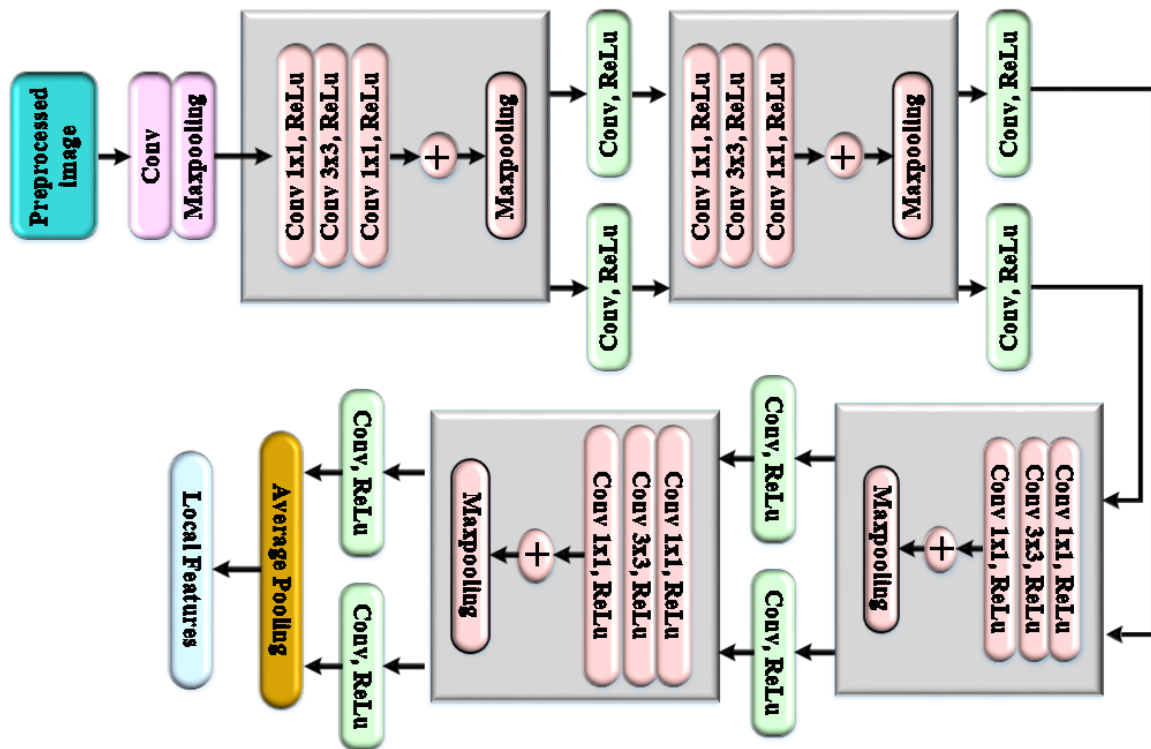 Preprocessed
image
Conv
Maxpooling
Conv 1x1, ReLu
Conv 3x3, ReLu
Conv 1x1, ReLu
+
Maxpooling
Conv, ReLu
Conv, ReLu
Conv 1x1, ReLu
Conv 3x3, ReLu
Conv 1x1, ReLu
+
Maxpooling
Conv, ReLu
Conv, ReLu
Conv 1x1, ReLu
Conv 3x3, ReLu
Conv 1x1, ReLu
+
Maxpooling
Conv, ReLu
Conv, ReLu
Conv 1x1, ReLu
Conv 3x3, ReLu
Conv 1x1, ReLu
+
Maxpooling
Conv, ReLu
Conv, ReLu
Average Pooling
Local Features